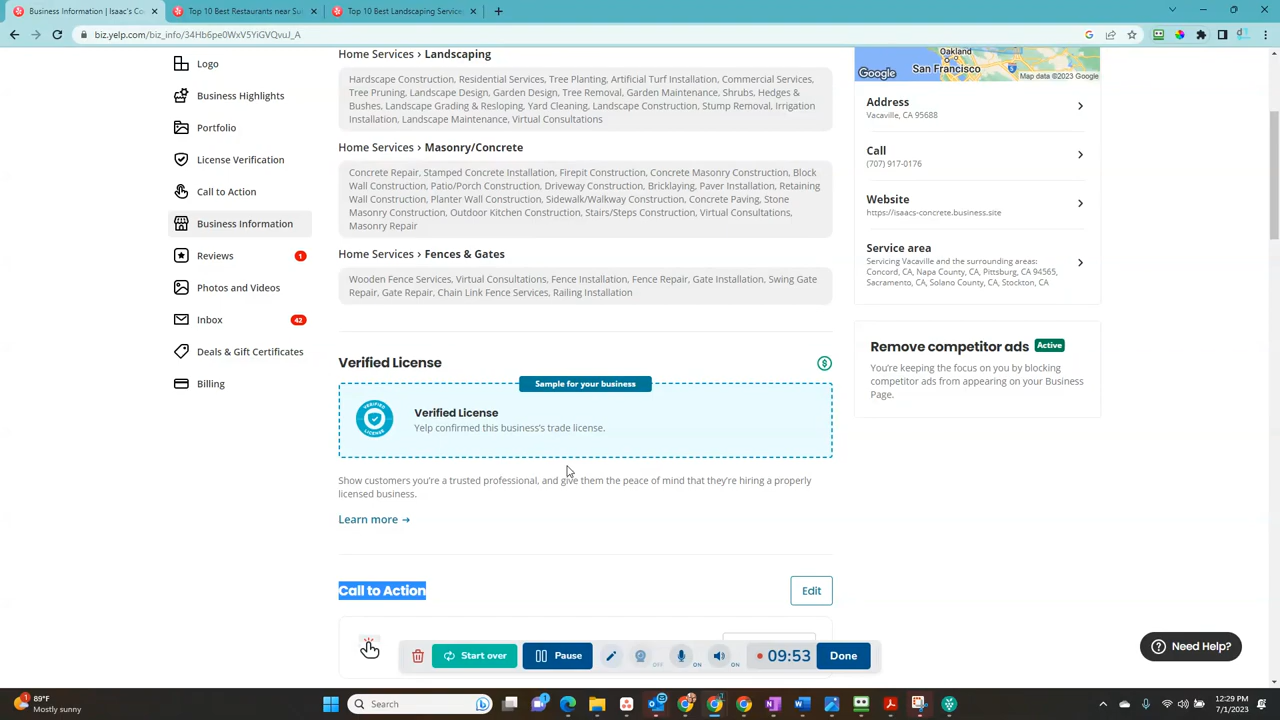 Business Information | Isaac's Co
Top 10 Business Restaurants near Su
Top 10 Best Landscaping Service
biz.yelp.com/biz_info/34Hb6pe0WxV5YiGVQvuJ_A
Logo
Business Highlights
Portfolio
License Verification
Call to Action
Business Information
Reviews 1
Photos and Videos
Inbox 42
Deals & Gift Certificates
Billing
Home Services › Landscaping
Hardscape Construction, Residential Services, Tree Planting, Artificial Turf Installation, Commercial Services,
Tree Pruning, Landscape Design, Garden Design, Tree Removal, Garden Maintenance, Shrubs, Hedges &
Bushes, Landscape Grading & Resloping, Yard Cleaning, Landscape Construction, Stump Removal, Irrigation
Installation, Landscape Maintenance, Virtual Consultations
Home Services › Masonry/Concrete
Concrete Repair, Stamped Concrete Installation, Firepit Construction, Concrete Masonry Construction, Block
Wall Construction, Patio/Porch Construction, Driveway Construction, Bricklaying, Paver Installation, Retaining
Wall Construction, Planter Wall Construction, Sidewalk/Walkway Construction, Concrete Paving, Stone
Masonry Construction, Outdoor Kitchen Construction, Stairs/Steps Construction, Virtual Consultations,
Masonry Repair
Home Services › Fences & Gates
Wooden Fence Services, Virtual Consultations, Fence Installation, Fence Repair, Gate Installation, Swing Gate
Repair, Gate Repair, Chain Link Fence Services, Railing Installation
Verified License
Sample for your business
VERIFIED LICENSE
Verified License
Yelp confirmed this business's trade license.
Show customers you're a trusted professional, and give them the peace of mind that they're hiring a properly
licensed business.
Learn more →
Call to Action
Edit
Oakland
San Francisco
Google
Map data ©2023 Google
Address
Vacaville, CA 95688
Call
(707) 917-0176
Website
https://isaacs-concrete.business.site
Service area
Servicing Vacaville and the surrounding areas:
Concord, CA, Napa County, CA, Pittsburg, CA 94565,
Sacramento, CA, Solano County, CA, Stockton, CA
Remove competitor ads Active
You're keeping the focus on you by blocking
competitor ads from appearing on your Business
Page.
Start over
Pause
OFF
ON
ON
09:53
Done
Need Help?
89°F
Mostly sunny
Search
12:29 PM
7/1/2023